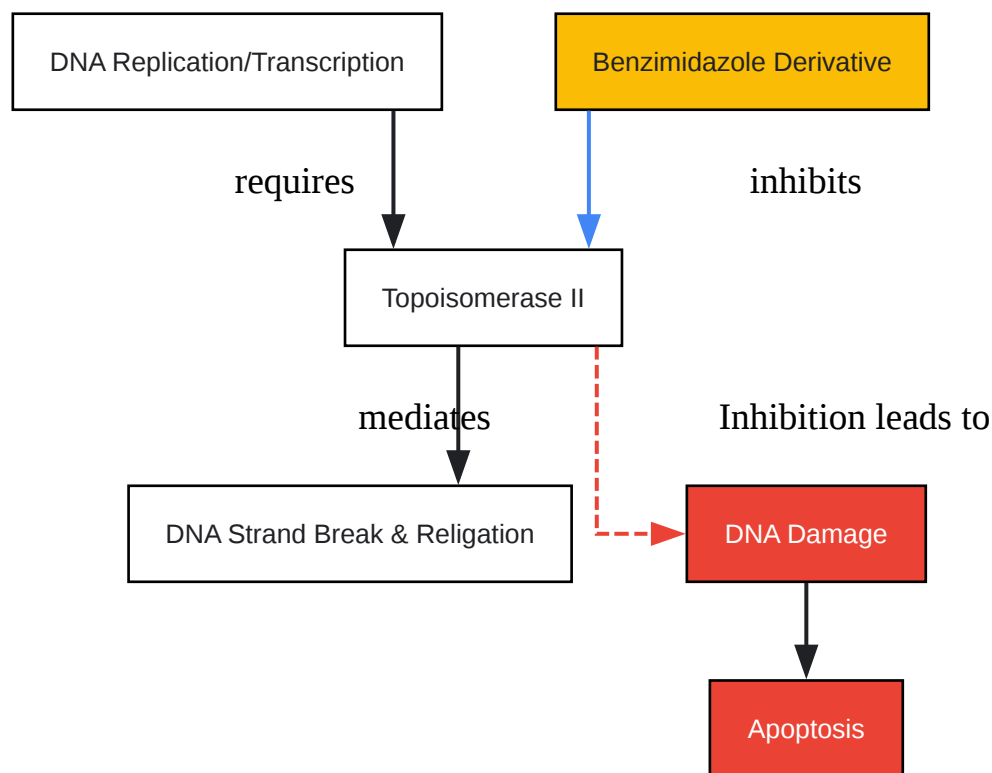 DNA Replication/Transcription
Benzimidazole Derivative
requires
inhibits
Topoisomerase II
mediates
Inhibition leads to
DNA Strand Break & Religation
DNA Damage
Apoptosis